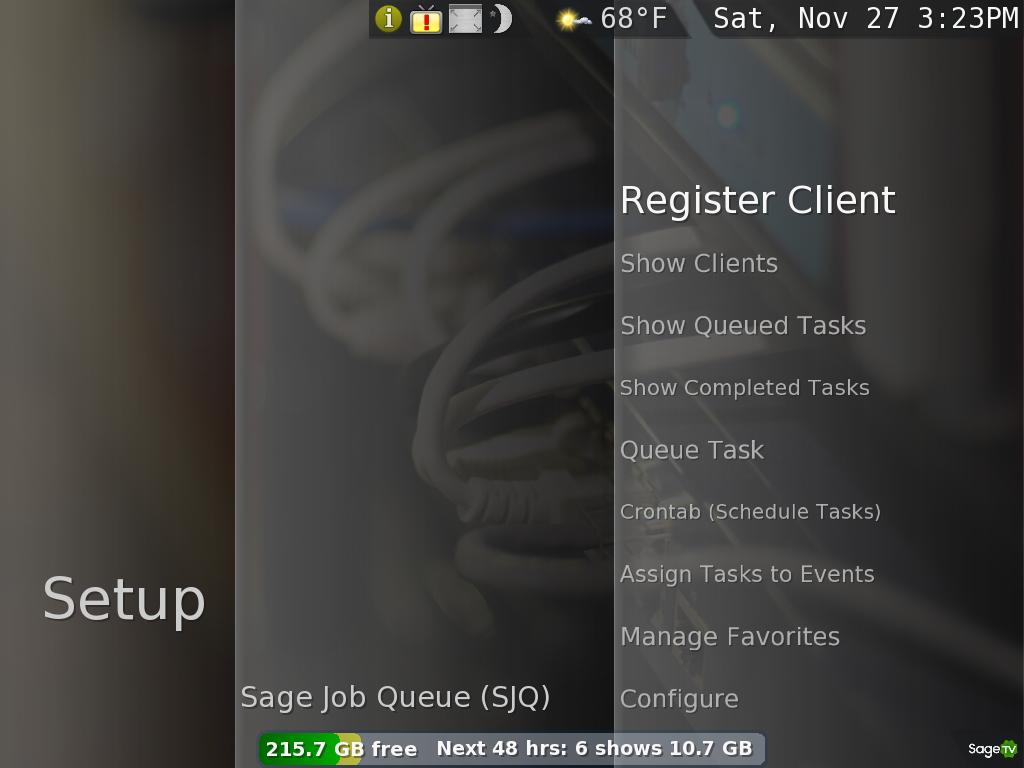 68°F Sat, Nov 27 3:23PM
Register Client
Show Clients
Show Queued Tasks
Show Completed Tasks
Queue Task
Crontab (Schedule Tasks)
Assign Tasks to Events
Setup
Manage Favorites
Sage Job Queue (SJQ)
Configure
215.7 GB free Next 48 hrs: 6 shows 10.7 GB
SageTV